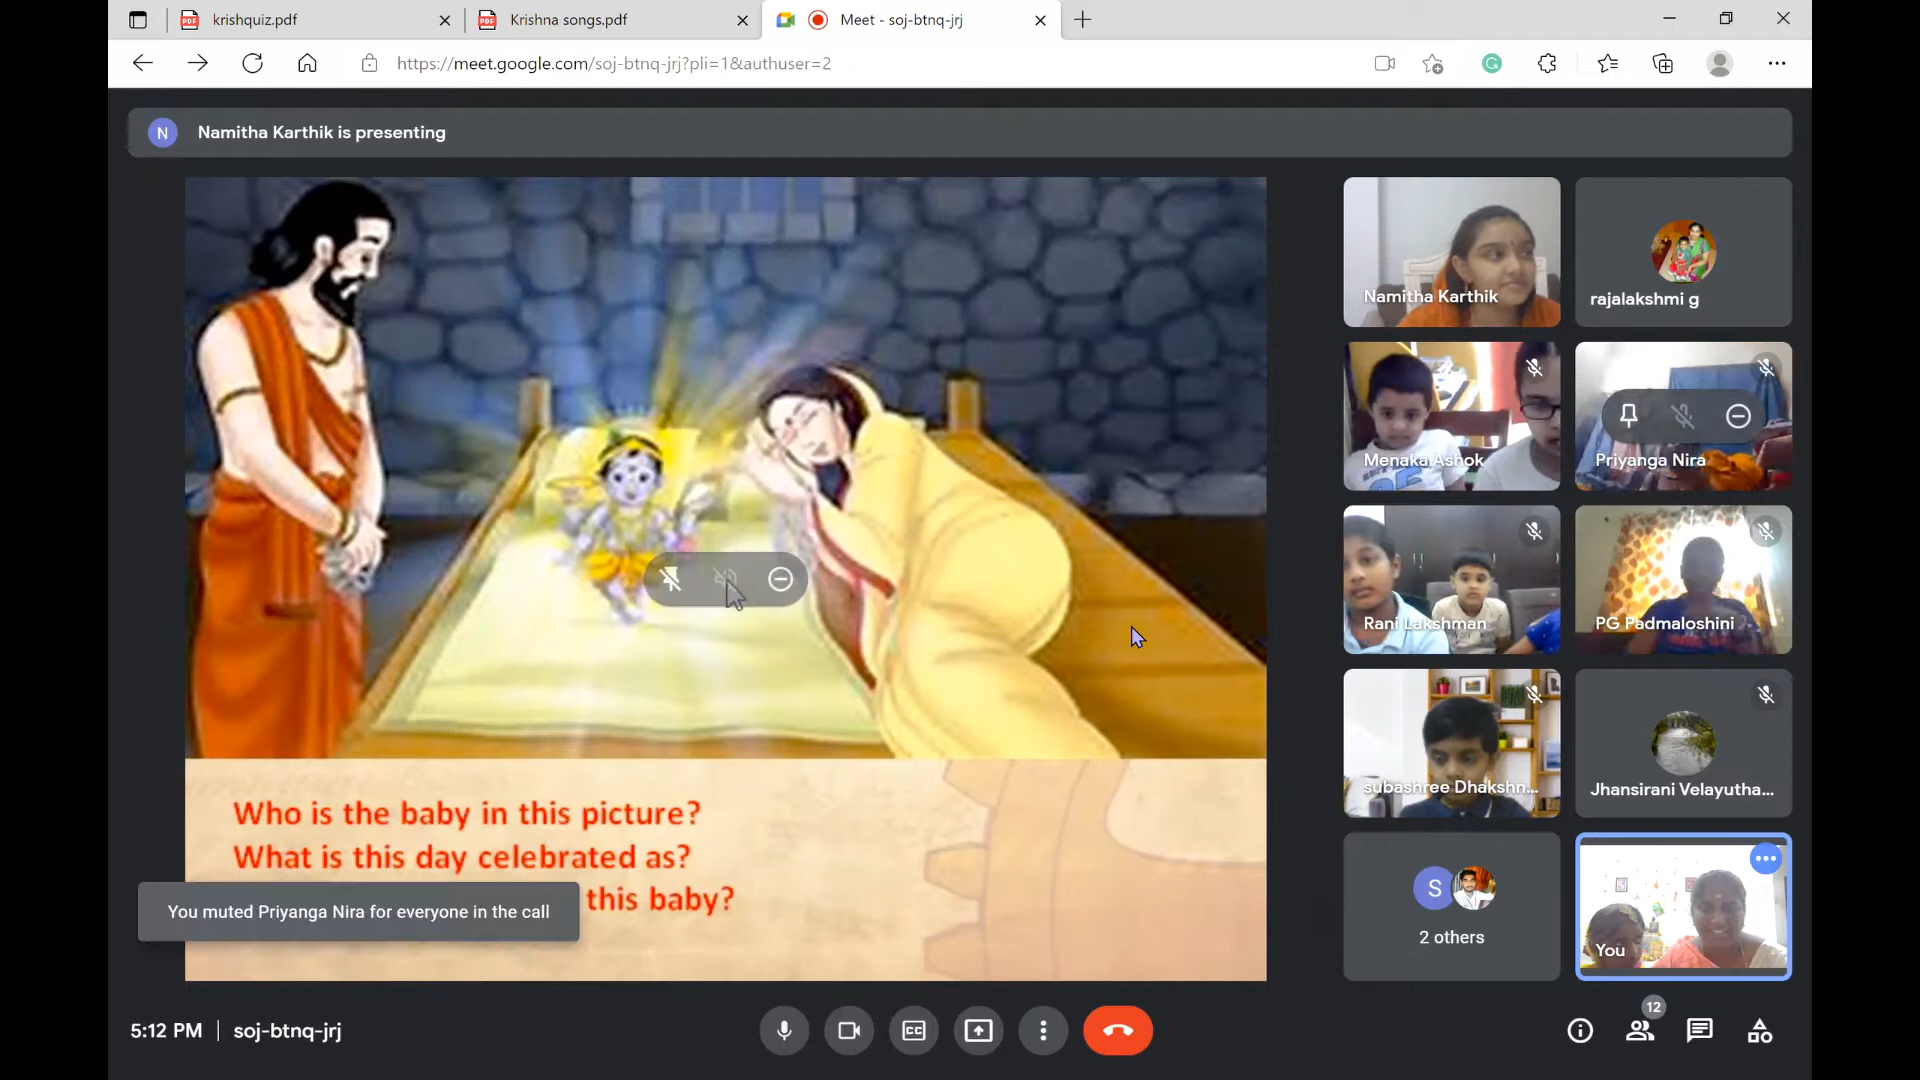 krishquiz.pdf
Krishna songs.pdf
Meet - soj-btnq-jrj
https://meet.google.com/soj-btnq-jrj?pli=1&authuser=2
N
Namitha Karthik is presenting
Namitha Karthik
rajalakshmi g
Menaka Ashok
Priyanga Nira
Rani Lakshman
PG Padmaloshini
subashree Dhakshn...
Jhansirani Velayutha...
S
2 others
You
Who is the baby in this picture?
What is this day celebrated as?
this baby?
You muted Priyanga Nira for everyone in the call
5:12 PM
soj-btnq-jrj
CC
12